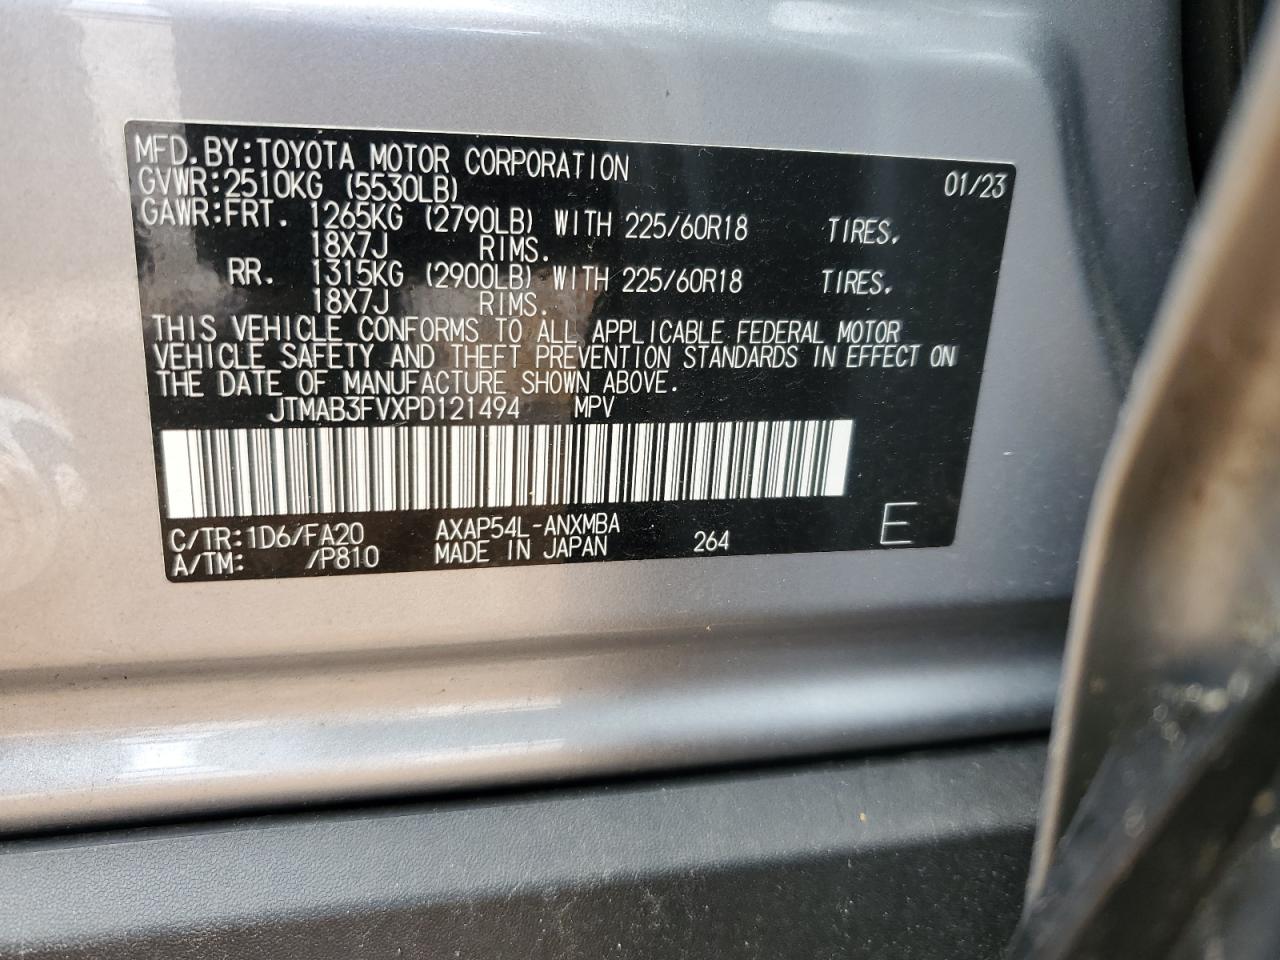 MFD.BY:TOYOTA MOTOR CORPORATION 01/23
GVWR:2510KG (5530LB)
GAWR:FRT. 1265KG (2790LB) WITH 225/60R18 TIRES.
18X7J RIMS.
RR. 1315KG (2900LB) WITH 225/60R18 TIRES.
18X7J RIMS.
THIS VEHICLE CONFORMS TO ALL APPLICABLE FEDERAL MOTOR
VEHICLE SAFETY AND THEFT PREVENTION STANDARDS IN EFFECT ON
THE DATE OF MANUFACTURE SHOWN ABOVE.
JTMAB3FVXPD121494 MPV
C/TR:1D6/FA20 AXAP54L-ANXMBA
A/TM: /P810 MADE IN JAPAN 264 E